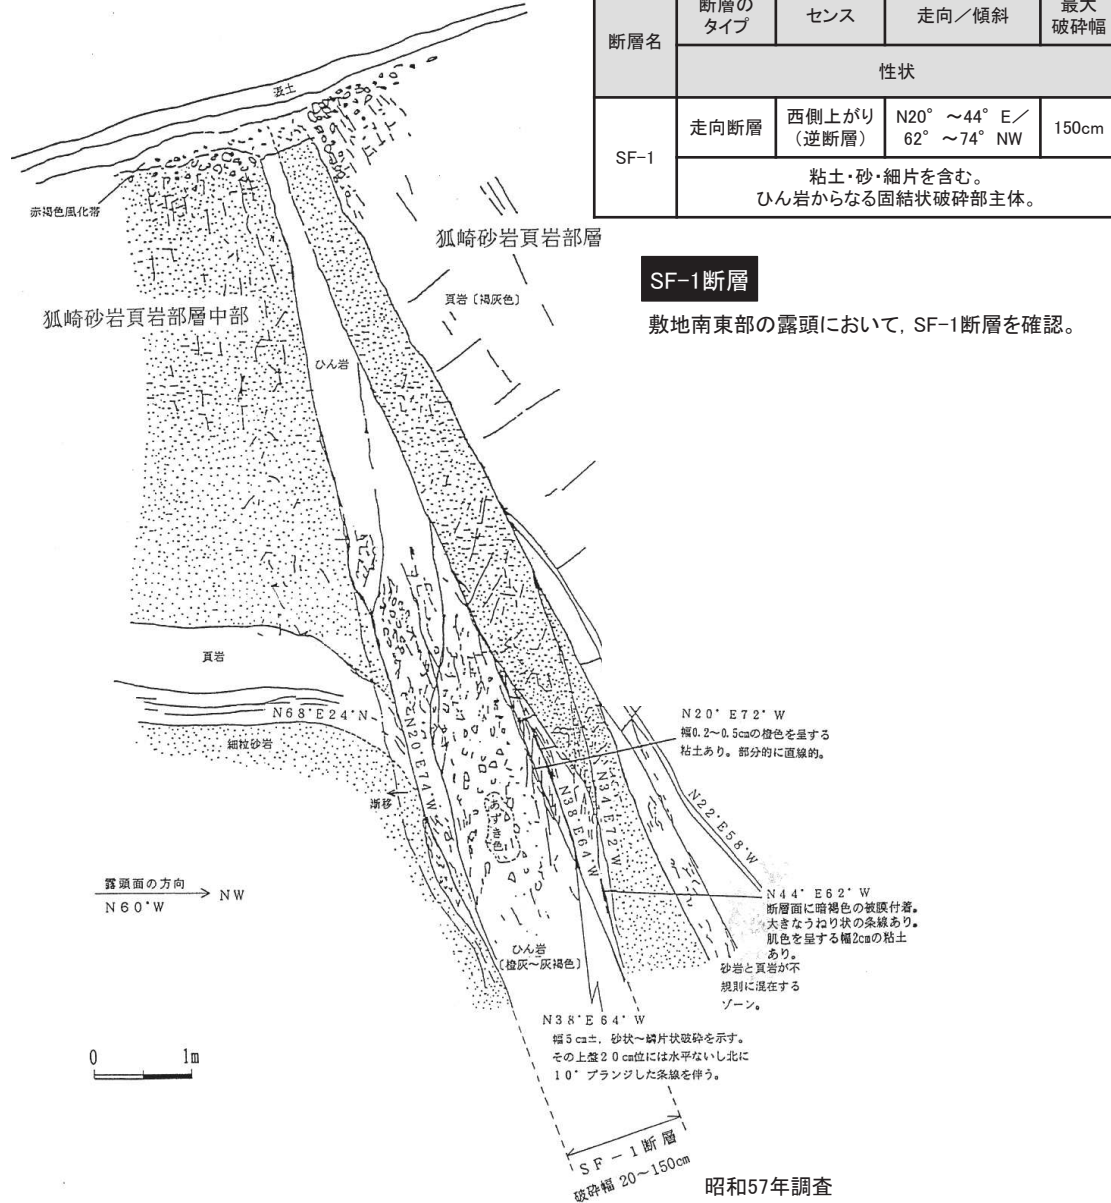 断層名
断層の
タイプ
センス
走向／傾斜
最大
破砕幅
性状
SF-1
走向断層
西側上がり
（逆断層）
N20°～44°E／
62°～74°NW
150cm
粘土・砂・細片を含む。
ひん岩からなる固結状破砕部主体。
SF-1断層
敷地南東部の露頭において，SF-1断層を確認。
表土
赤褐色風化帯
狐崎砂岩頁岩部層
頁岩〔褐灰色〕
狐崎砂岩頁岩部層中部
ひん岩
頁岩
N68°E24°N
細粒砂岩
漸移
N20°E74°W
あずき色
N38°E64°W
N34°E72°W
N20°E72°W
幅0.2～0.5cmの橙色を呈する
粘土あり。部分的に直線的。
N22°E58°W
露頭面の方向
N60°W
NW
N44°E62°W
断層面に暗褐色の被膜付着。
大きなうねり状の条線あり。
肌色を呈する幅2cmの粘土
あり。
砂岩と頁岩が不
規則に混在する
ゾーン。
ひん岩
〔橙灰～灰褐色〕
N38°E64°W
幅5cm±，砂状～鱗片状破砕を示す。
その上盤20cm位には水平ないし北に
10°プランジした条線を伴う。
0 1m
SF－1断層
破砕幅 20～150cm
昭和57年調査